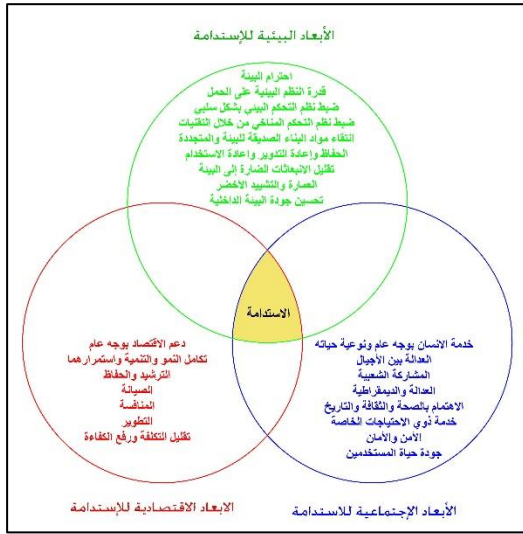 الأبعاد البيئية للإستدامة
احترام البيئة
قدرة النظم البيئية على الحمل
ضبط نظم التحكم البيئي بشكل سلبي
ضبط نظم التحكم المناخي من خلال التقنيات
انتقاء مواد البناء الصديقة للبيئة والمتجددة
الحفاظ وإعادة التدوير وإعادة الاستخدام
تقليل الانبعاثات الضارة إلى البيئة
العمارة والتشييد الأخضر
تحسين جودة البيئة الداخلية
الاستدامة
خدمة الانسان بوجه عام ونوعية حياته
العدالة بين الأجيال
المشاركة الشعبية
العدالة والديمقراطية
الاهتمام بالصحة والثقافة والتاريخ
خدمة ذوي الاحتياجات الخاصة
الأمن والأمان
جودة حياة المستخدمين
الأبعاد الإجتماعية للاستدامة
دعم الاقتصاد بوجه عام
تكامل النمو والتنمية واستمرارهما
الترشيد والحفاظ
الصيانة
المنافسة
التطوير
تقليل التكلفة ورفع الكفاءة
الابعاد الاقتصادية للإستدامة